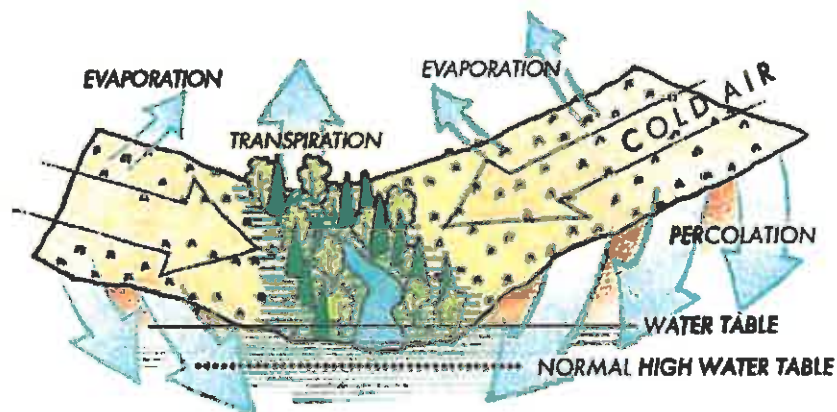 EVAPORATION
EVAPORATION
COLD AIR
TRANSPIRATION
PERCOLATION
WATER TABLE
NORMAL HIGH WATER TABLE